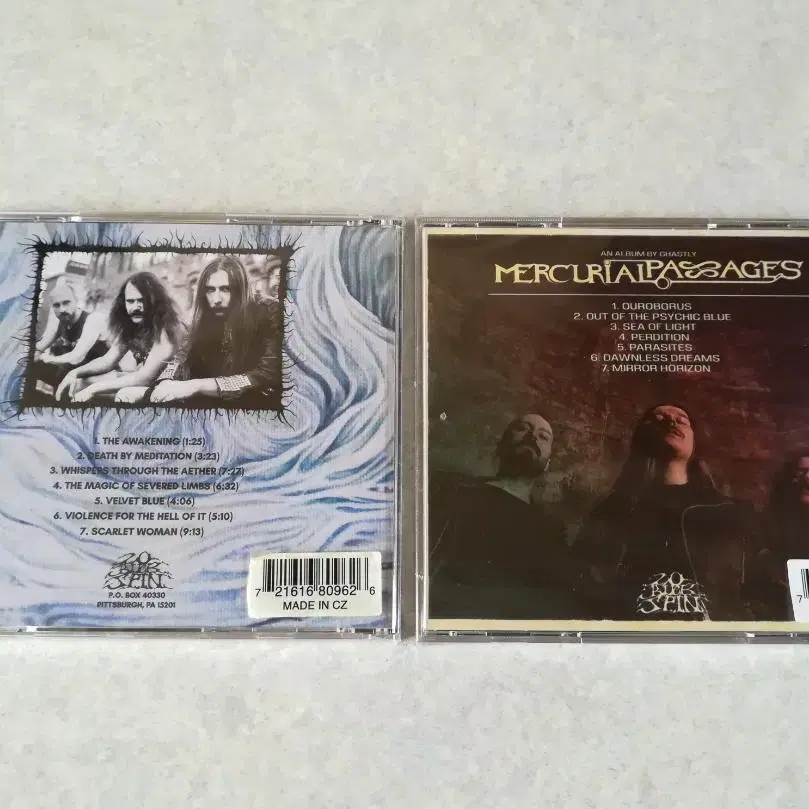 1. THE AWAKENING (1:25)
2. DEATH BY MEDITATION (3:23)
3. WHISPERS THROUGH THE AETHER (7:27)
4. THE MAGIC OF SEVERED LIMBS (6:32)
5. VELVET BLUE (4:06)
6. VIOLENCE FOR THE HELL OF IT (5:10)
7. SCARLET WOMAN (9:13)
20
BUCK
SPIN
P.O. BOX 40330
PITTSBURGH, PA 15201
7 21616 80962 6
MADE IN CZ
AN ALBUM BY GHASTLY
MERCURIAL PASSAGES
1. OUROBORUS
2. OUT OF THE PSYCHIC BLUE
3. SEA OF LIGHT
4. PERDITION
5. PARASITES
6. DAWNLESS DREAMS
7. MIRROR HORIZON
20
BUCK
SPIN
7